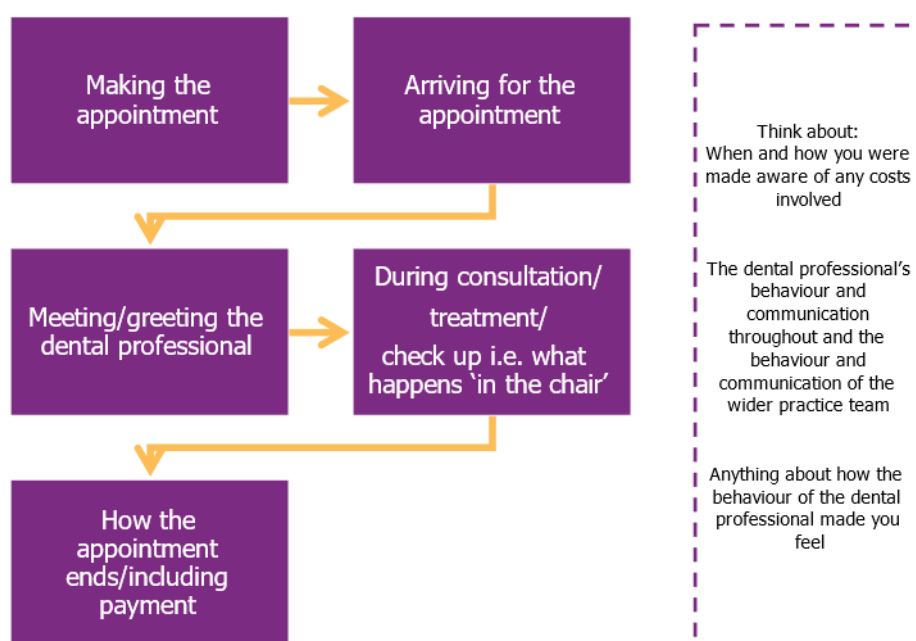 Making the
appointment
Arriving for the
appointment
Meeting/greeting the
dental professional
During consultation/
treatment/
check up i.e. what
happens ‘in the chair’
How the
appointment
ends/including
payment
Think about:
When and how you were
made aware of any costs
involved
The dental professional’s
behaviour and
communication
throughout and the
behaviour and
communication of the
wider practice team
Anything about how the
behaviour of the dental
professional made you
feel